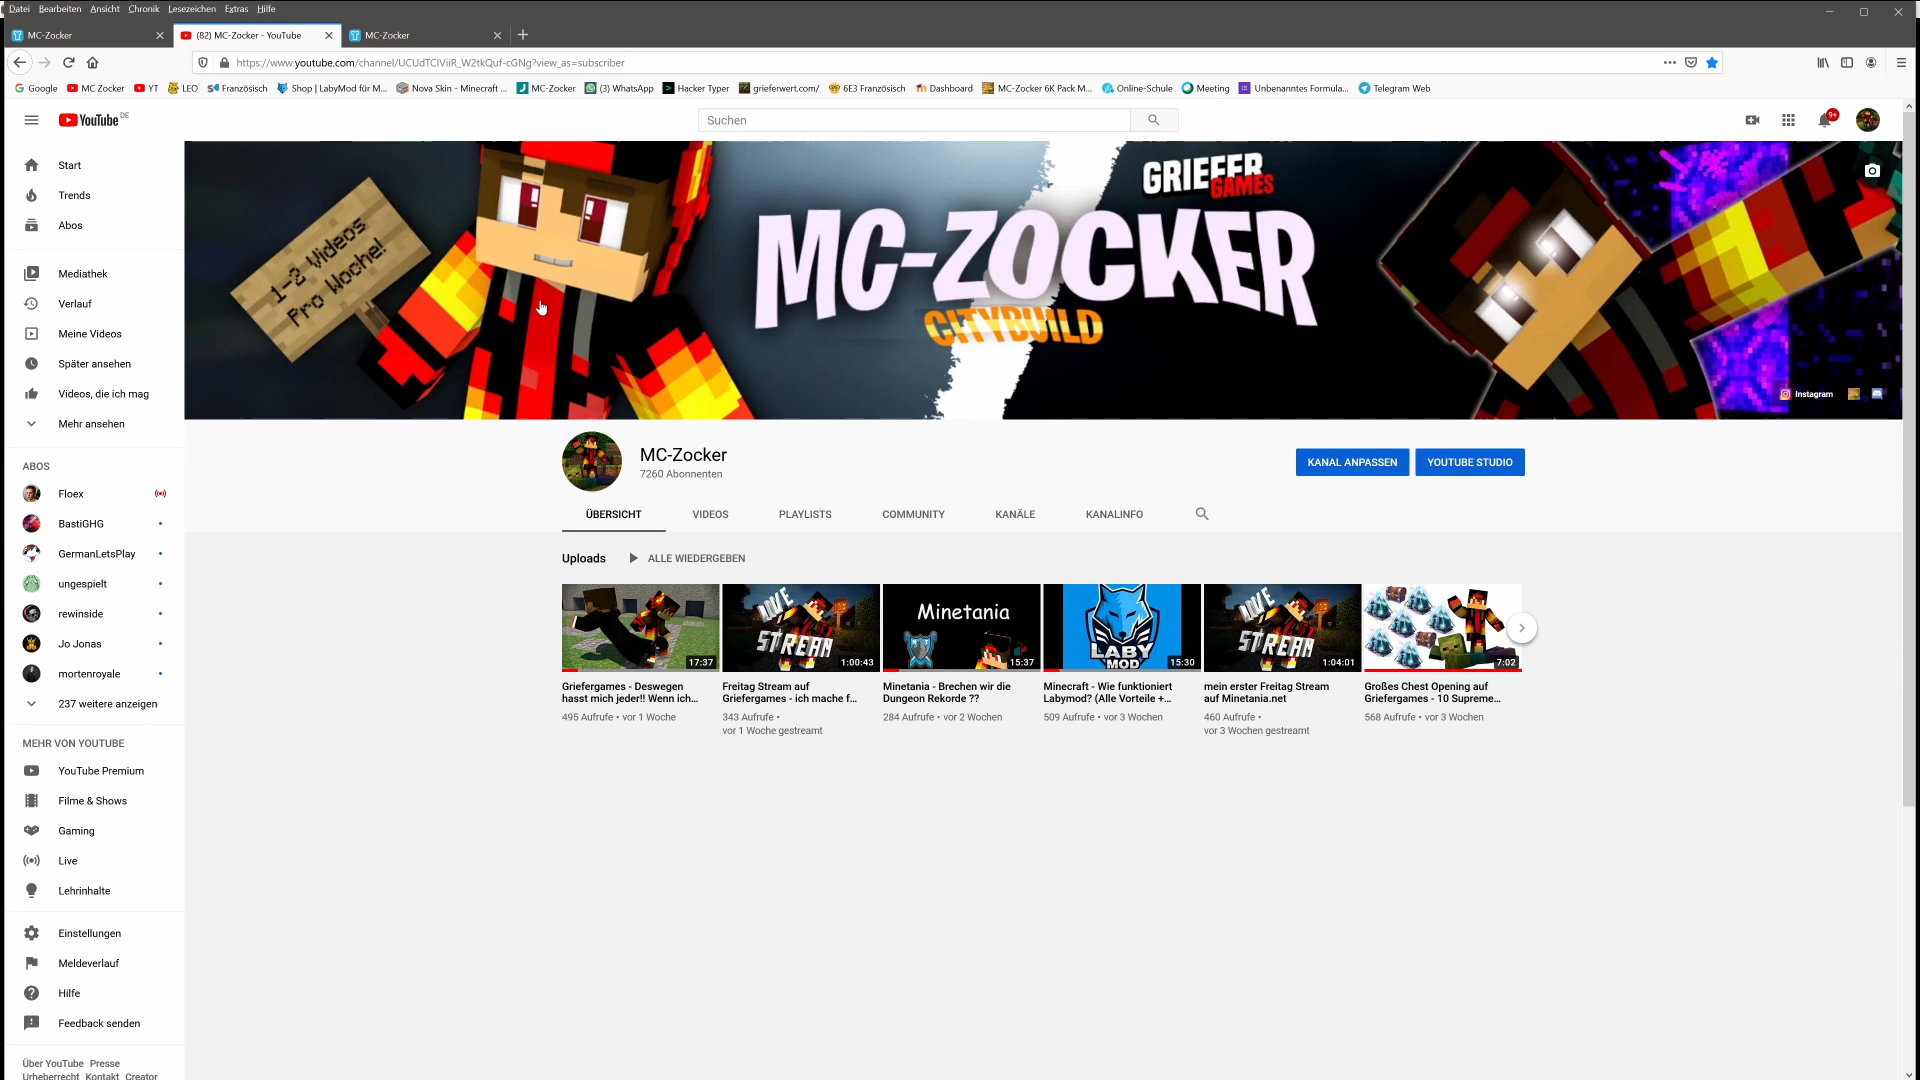 Datei Bearbeiten Ansicht Chronik Lesezeichen Extras Hilfe
MC-Zocker (82) MC-Zocker - YouTube MC-Zocker
https://www.youtube.com/channel/UCUdTCIViiR_W2tkQuf-cGNg?view_as=subscriber
Google MC Zocker YT LEO Französisch Shop | LabyMod für M... Nova Skin - Minecraft ... MC-Zocker (3) WhatsApp Hacker Typer grieferwert.com/ 6E3 Französisch Dashboard MC-Zocker 6K Pack M... Online-Schule Meeting Unbenanntes Formula... Telegram Web
YouTube DE
Suchen
9+
1-2 Videos
Pro Woche!
GRIEFER
GAMES
MC-ZOCKER
CITYBUILD
Instagram
Start
Trends
Abos
Mediathek
Verlauf
Meine Videos
Später ansehen
Videos, die ich mag
Mehr ansehen
ABOS
Floex
BastiGHG
GermanLetsPlay
ungespielt
rewinside
Jo Jonas
mortenroyale
237 weitere anzeigen
MEHR VON YOUTUBE
YouTube Premium
Filme & Shows
Gaming
Live
Lehrinhalte
Einstellungen
Meldeverlauf
Hilfe
Feedback senden
Über YouTube Presse
Urheberrecht Kontakt Creator
MC-Zocker
7260 Abonnenten
KANAL ANPASSEN YOUTUBE STUDIO
ÜBERSICHT VIDEOS PLAYLISTS COMMUNITY KANÄLE KANALINFO
Uploads ALLE WIEDERGEBEN
17:37
Griefergames - Deswegen
hasst mich jeder!! Wenn ich...
495 Aufrufe • vor 1 Woche
LIVE
STREAM
1:00:43
Freitag Stream auf
Griefergames - ich mache f...
343 Aufrufe •
vor 1 Woche gestreamt
Minetania
15:37
Minetania - Brechen wir die
Dungeon Rekorde ??
284 Aufrufe • vor 2 Wochen
LABY
MOD
15:30
Minecraft - Wie funktioniert
Labymod? (Alle Vorteile +...
509 Aufrufe • vor 3 Wochen
LIVE
STREAM
1:04:01
mein erster Freitag Stream
auf Minetania.net
460 Aufrufe •
vor 3 Wochen gestreamt
7:02
Großes Chest Opening auf
Griefergames - 10 Supreme...
568 Aufrufe • vor 3 Wochen